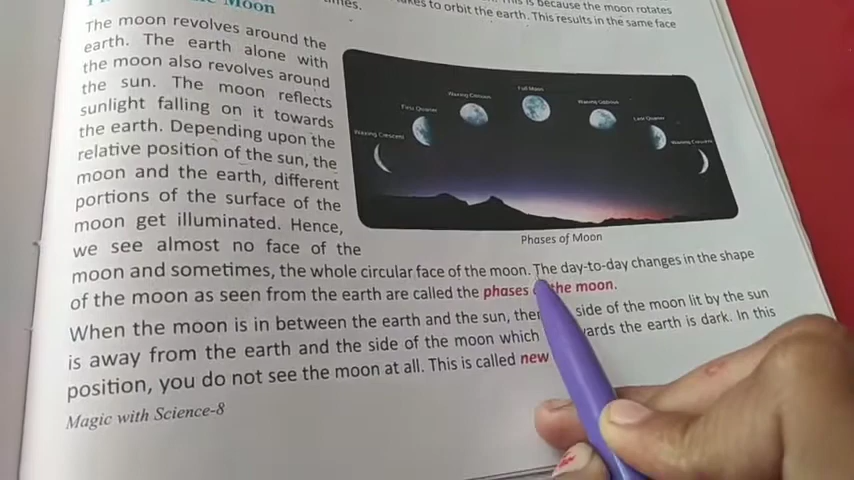 the Moon
times.
to orbit the earth. This is because the moon rotates
This results in the same face
The moon revolves around the
earth. The earth alone with
the moon also revolves around
the sun. The moon reflects
sunlight falling on it towards
the earth. Depending upon the
relative position of the sun, the
moon and the earth, different
portions of the surface of the
moon get illuminated. Hence,
we see almost no face of the
moon and sometimes, the whole circular face of the moon. The day-to-day changes in the shape
of the moon as seen from the earth are called the phases the moon.
When the moon is in between the earth and the sun, the side of the moon lit by the sun
is away from the earth and the side of the moon which the earth is dark. In this
position, you do not see the moon at all. This is called new
Waxing Crescent
First Quarter
Full Moon
Last Quarter
Phases of Moon
Magic with Science-8